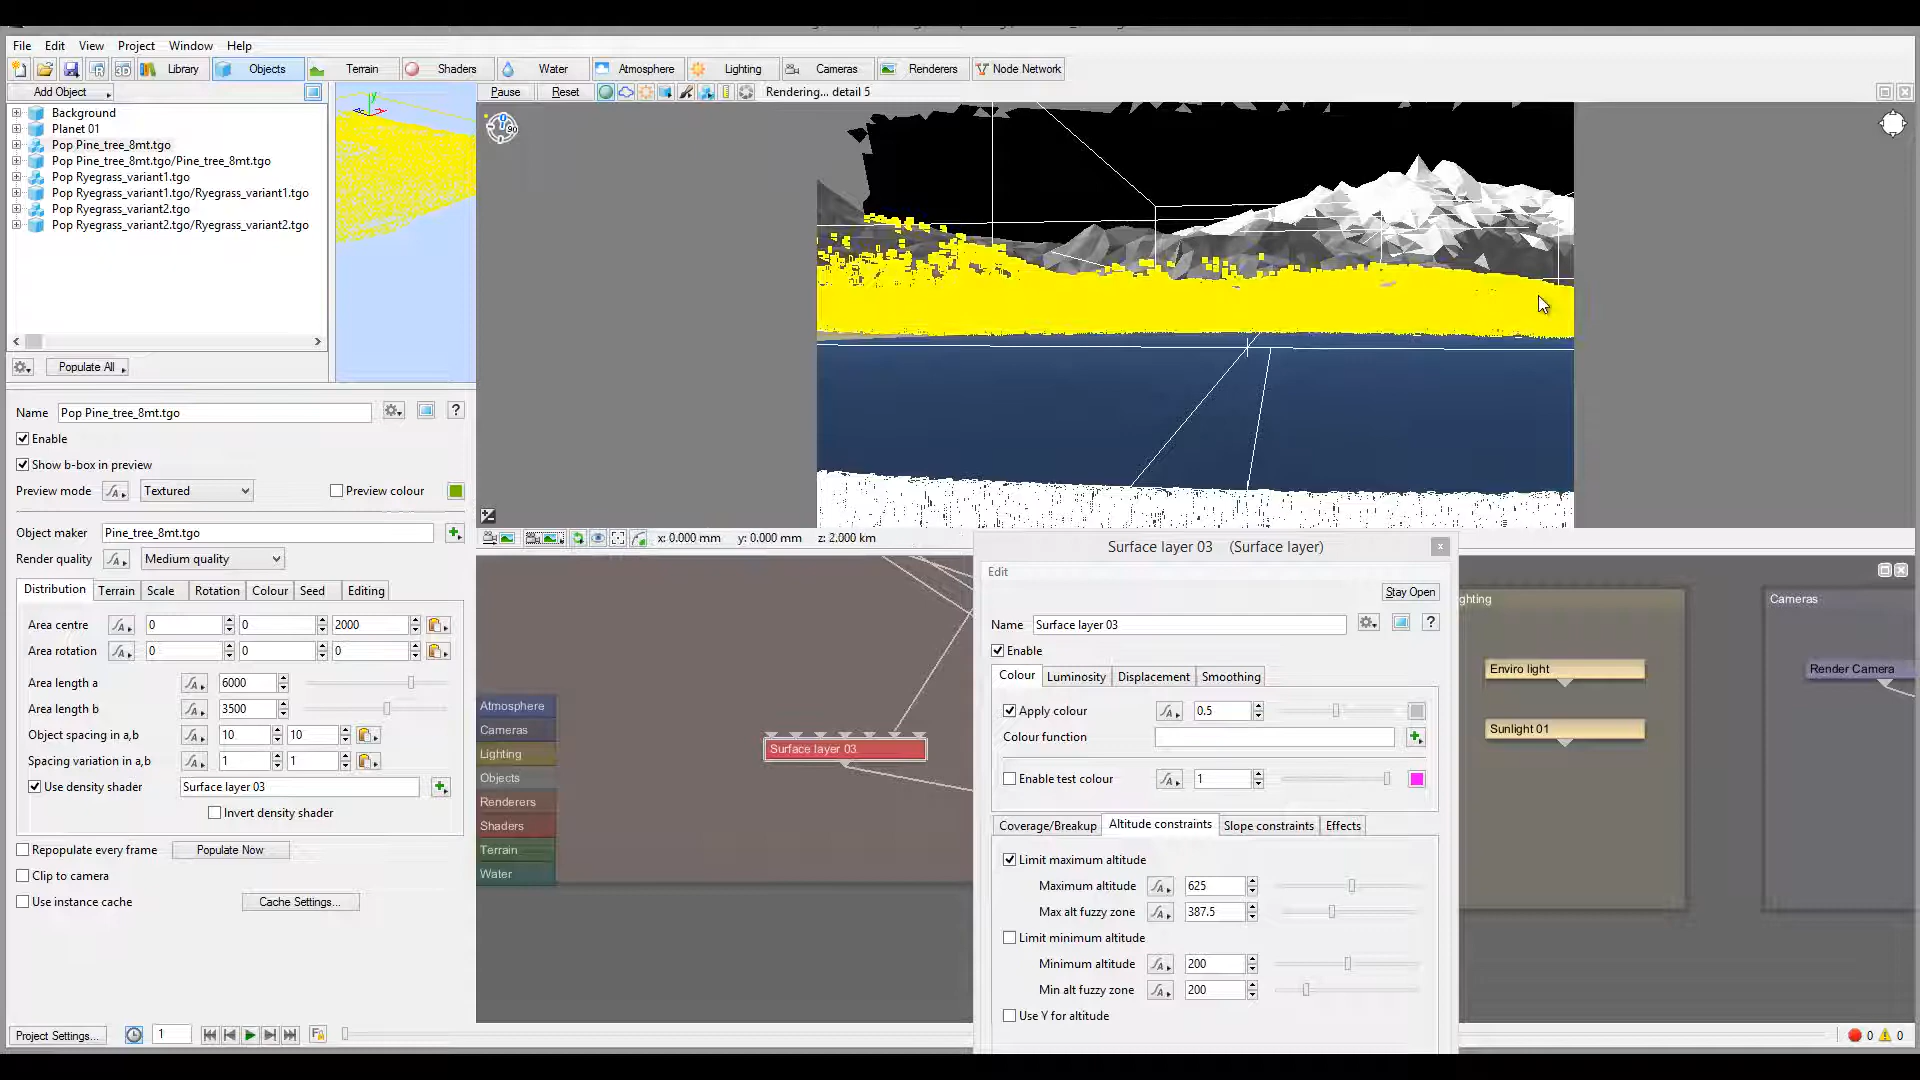 File Edit View Project Window Help
Library Objects Terrain Shaders Water Atmosphere Lighting Cameras Renderers Node Network
Add Object
Pause Reset Rendering... detail 5
Background
Planet 01
Pop Pine_tree_8mt.tgo
Pop Pine_tree_8mt.tgo/Pine_tree_8mt.tgo
Pop Ryegrass_variant1.tgo
Pop Ryegrass_variant1.tgo/Ryegrass_variant1.tgo
Pop Ryegrass_variant2.tgo
Pop Ryegrass_variant2.tgo/Ryegrass_variant2.tgo
Populate All
y
90
Name Pop Pine_tree_8mt.tgo ?
Enable
Show b-box in preview
Preview mode Textured Preview colour
Object maker Pine_tree_8mt.tgo
Render quality Medium quality
Distribution Terrain Scale Rotation Colour Seed Editing
Area centre 0 0 2000
Area rotation 0 0 0
Area length a 6000
Area length b 3500
Object spacing in a,b 10 10
Spacing variation in a,b 1 1
Use density shader Surface layer 03
Invert density shader
Repopulate every frame Populate Now
Clip to camera
Use instance cache Cache Settings...
x: 0.000 mm y: 0.000 mm z: 2.000 km
Atmosphere
Cameras
Lighting
Objects
Renderers
Shaders
Terrain
Water
Surface layer 03
Surface layer 03 (Surface layer) x
Edit
Stay Open
Name Surface layer 03 ?
Enable
Colour Luminosity Displacement Smoothing
Apply colour 0.5
Colour function
Enable test colour 1
Coverage/Breakup Altitude constraints Slope constraints Effects
Limit maximum altitude
Maximum altitude 625
Max alt fuzzy zone 387.5
Limit minimum altitude
Minimum altitude 200
Min alt fuzzy zone 200
Use Y for altitude
ghting
Enviro light
Sunlight 01
Cameras
Render Camera
Project Settings... 1
0 0